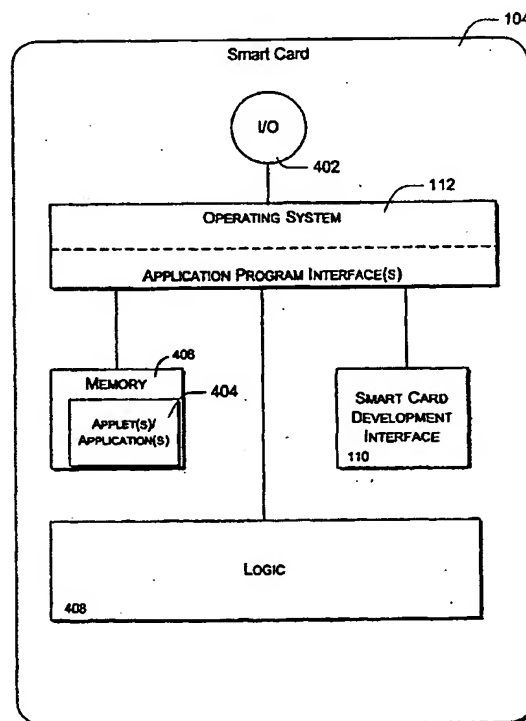 104
Smart Card
I/O
402
112
OPERATING SYSTEM
APPLICATION PROGRAM INTERFACE(S)
406
MEMORY
404
APPLET(S)/
APPLICATION(S)
SMART CARD
DEVELOPMENT
INTERFACE
110
LOGIC
408